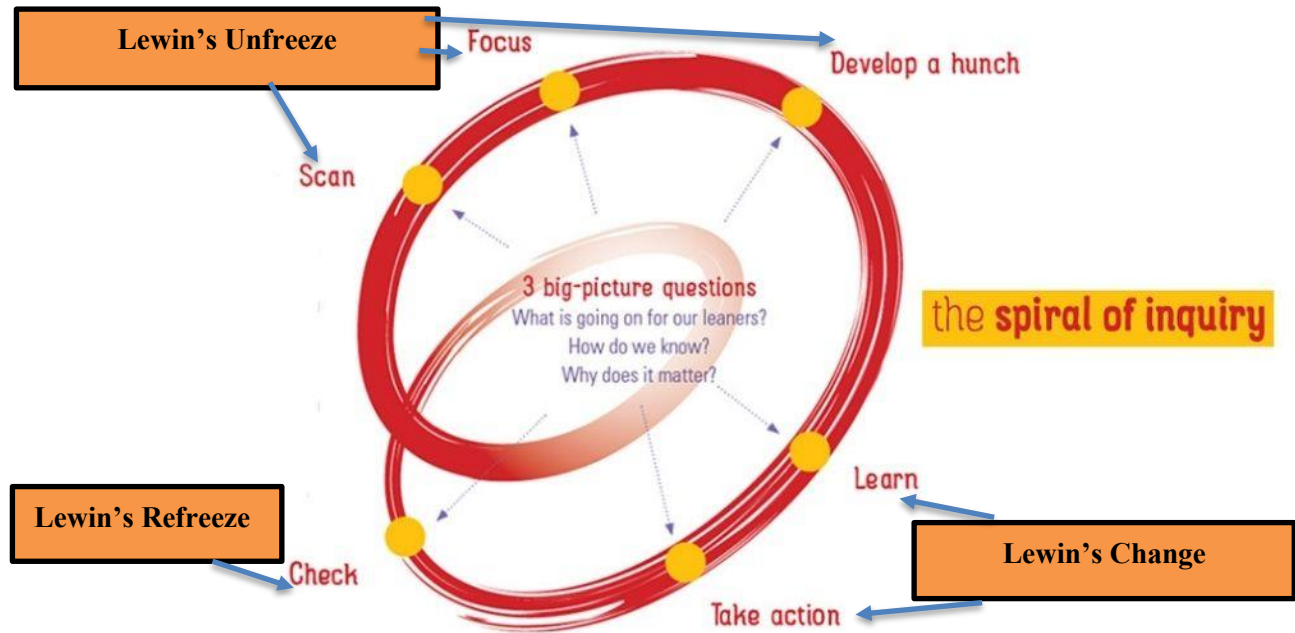 Lewin's Unfreeze
Focus
Develop a hunch
Scan
3 big-picture questions
What is going on for our leaners?
How do we know?
Why does it matter?
the spiral of inquiry
Learn
Lewin's Refreeze
Lewin's Change
Check
Take action